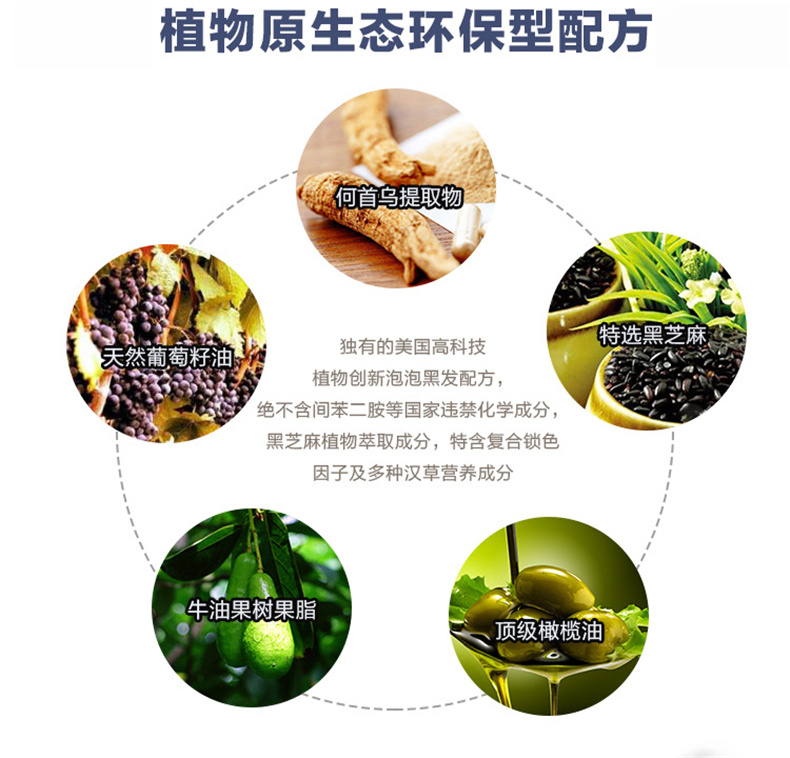 植物原生态环保型配方
何首乌提取物
特选黑芝麻
天然葡萄籽油
独有的美国高科技
植物创新泡泡黑发配方，
绝不含间苯二胺等国家违禁化学成分，
黑芝麻植物萃取成分，特含复合锁色
因子及多种汉草营养成分
牛油果树果脂
顶级橄榄油